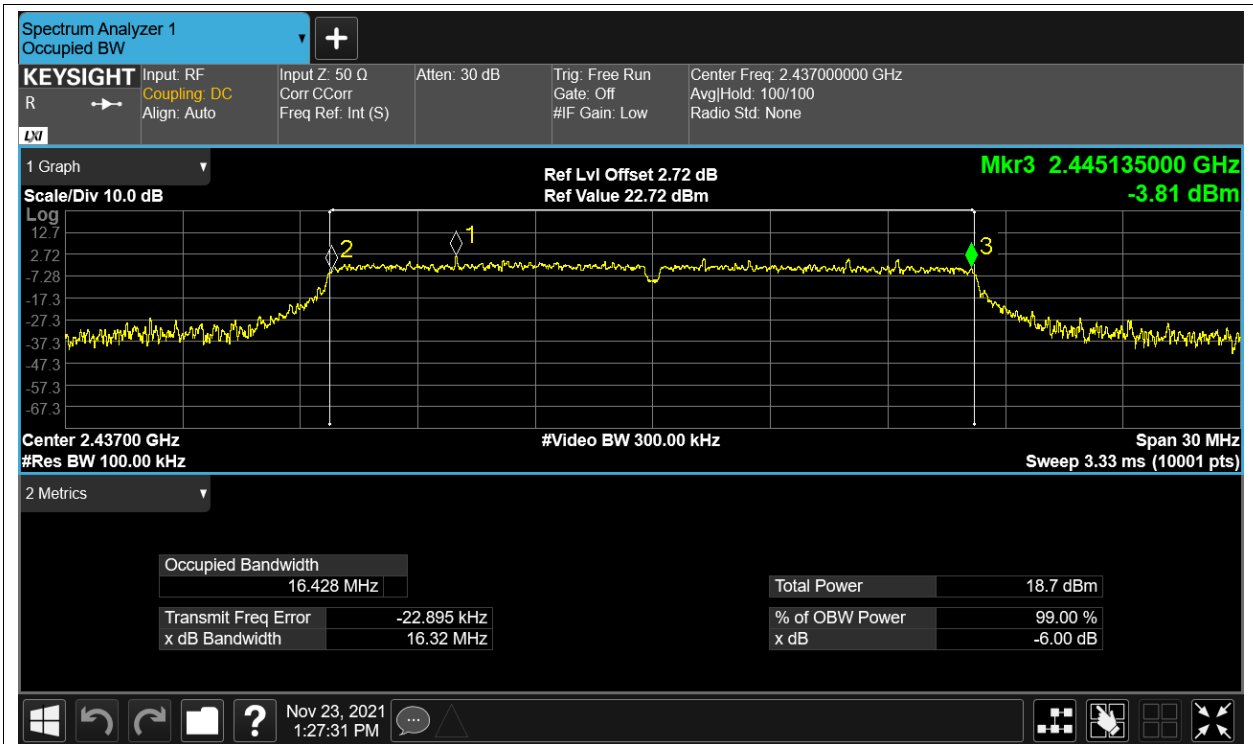 Spectrum Analyzer 1
Occupied BW
KEYSIGHT
R
LXI
Input: RF
Coupling: DC
Align: Auto
Input Z: 50 Ω
Corr CCorr
Freq Ref: Int (S)
Atten: 30 dB
Trig: Free Run
Gate: Off
#IF Gain: Low
Center Freq: 2.437000000 GHz
Avg|Hold: 100/100
Radio Std: None
1 Graph
Scale/Div 10.0 dB
Ref Lvl Offset 2.72 dB
Ref Value 22.72 dBm
Mkr3 2.445135000 GHz
-3.81 dBm
Log
12.7
2.72
-7.28
-17.3
-27.3
-37.3
-47.3
-57.3
-67.3
2
1
3
Center 2.43700 GHz
#Video BW 300.00 kHz
Span 30 MHz
#Res BW 100.00 kHz
Sweep 3.33 ms (10001 pts)
2 Metrics
Occupied Bandwidth
16.428 MHz
Transmit Freq Error -22.895 kHz
x dB Bandwidth 16.32 MHz
Total Power 18.7 dBm
% of OBW Power 99.00 %
x dB -6.00 dB
?
Nov 23, 2021
1:27:31 PM